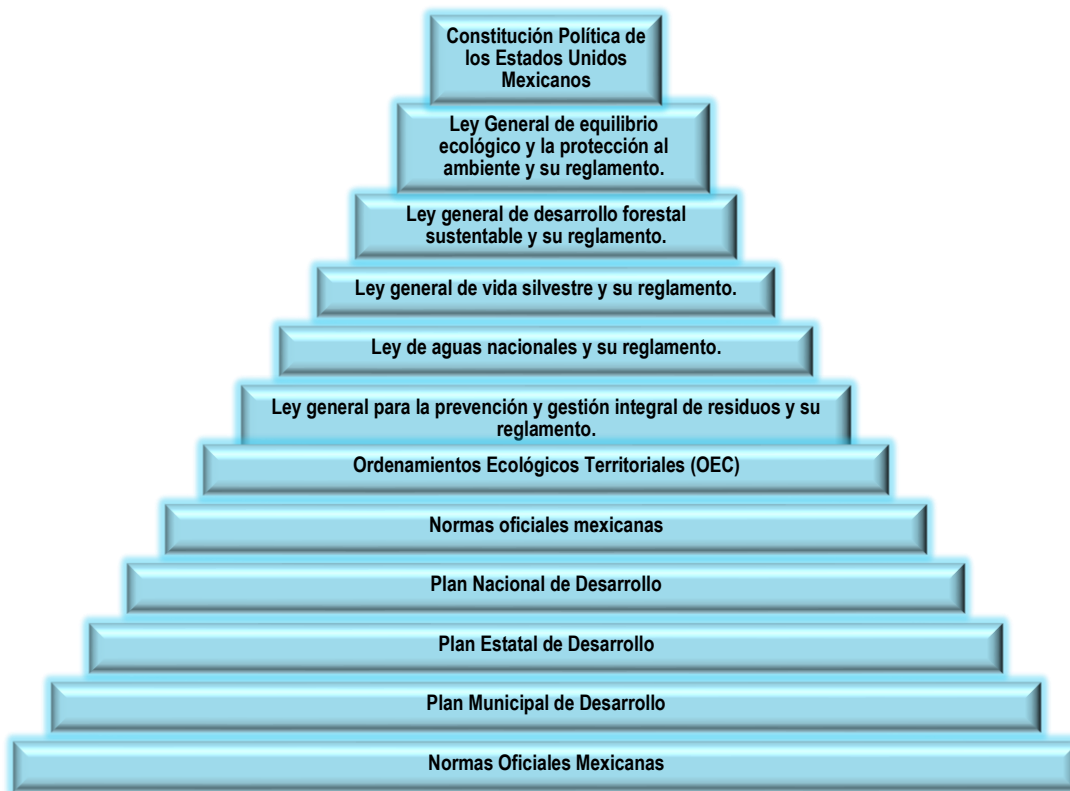 Constitución Política de
los Estados Unidos
Mexicanos
Ley General de equilibrio
ecológico y la protección al
ambiente y su reglamento.
Ley general de desarrollo forestal
sustentable y su reglamento.
Ley general de vida silvestre y su reglamento.
Ley de aguas nacionales y su reglamento.
Ley general para la prevención y gestión integral de residuos y su
reglamento.
Ordenamientos Ecológicos Territoriales (OEC)
Normas oficiales mexicanas
Plan Nacional de Desarrollo
Plan Estatal de Desarrollo
Plan Municipal de Desarrollo
Normas Oficiales Mexicanas